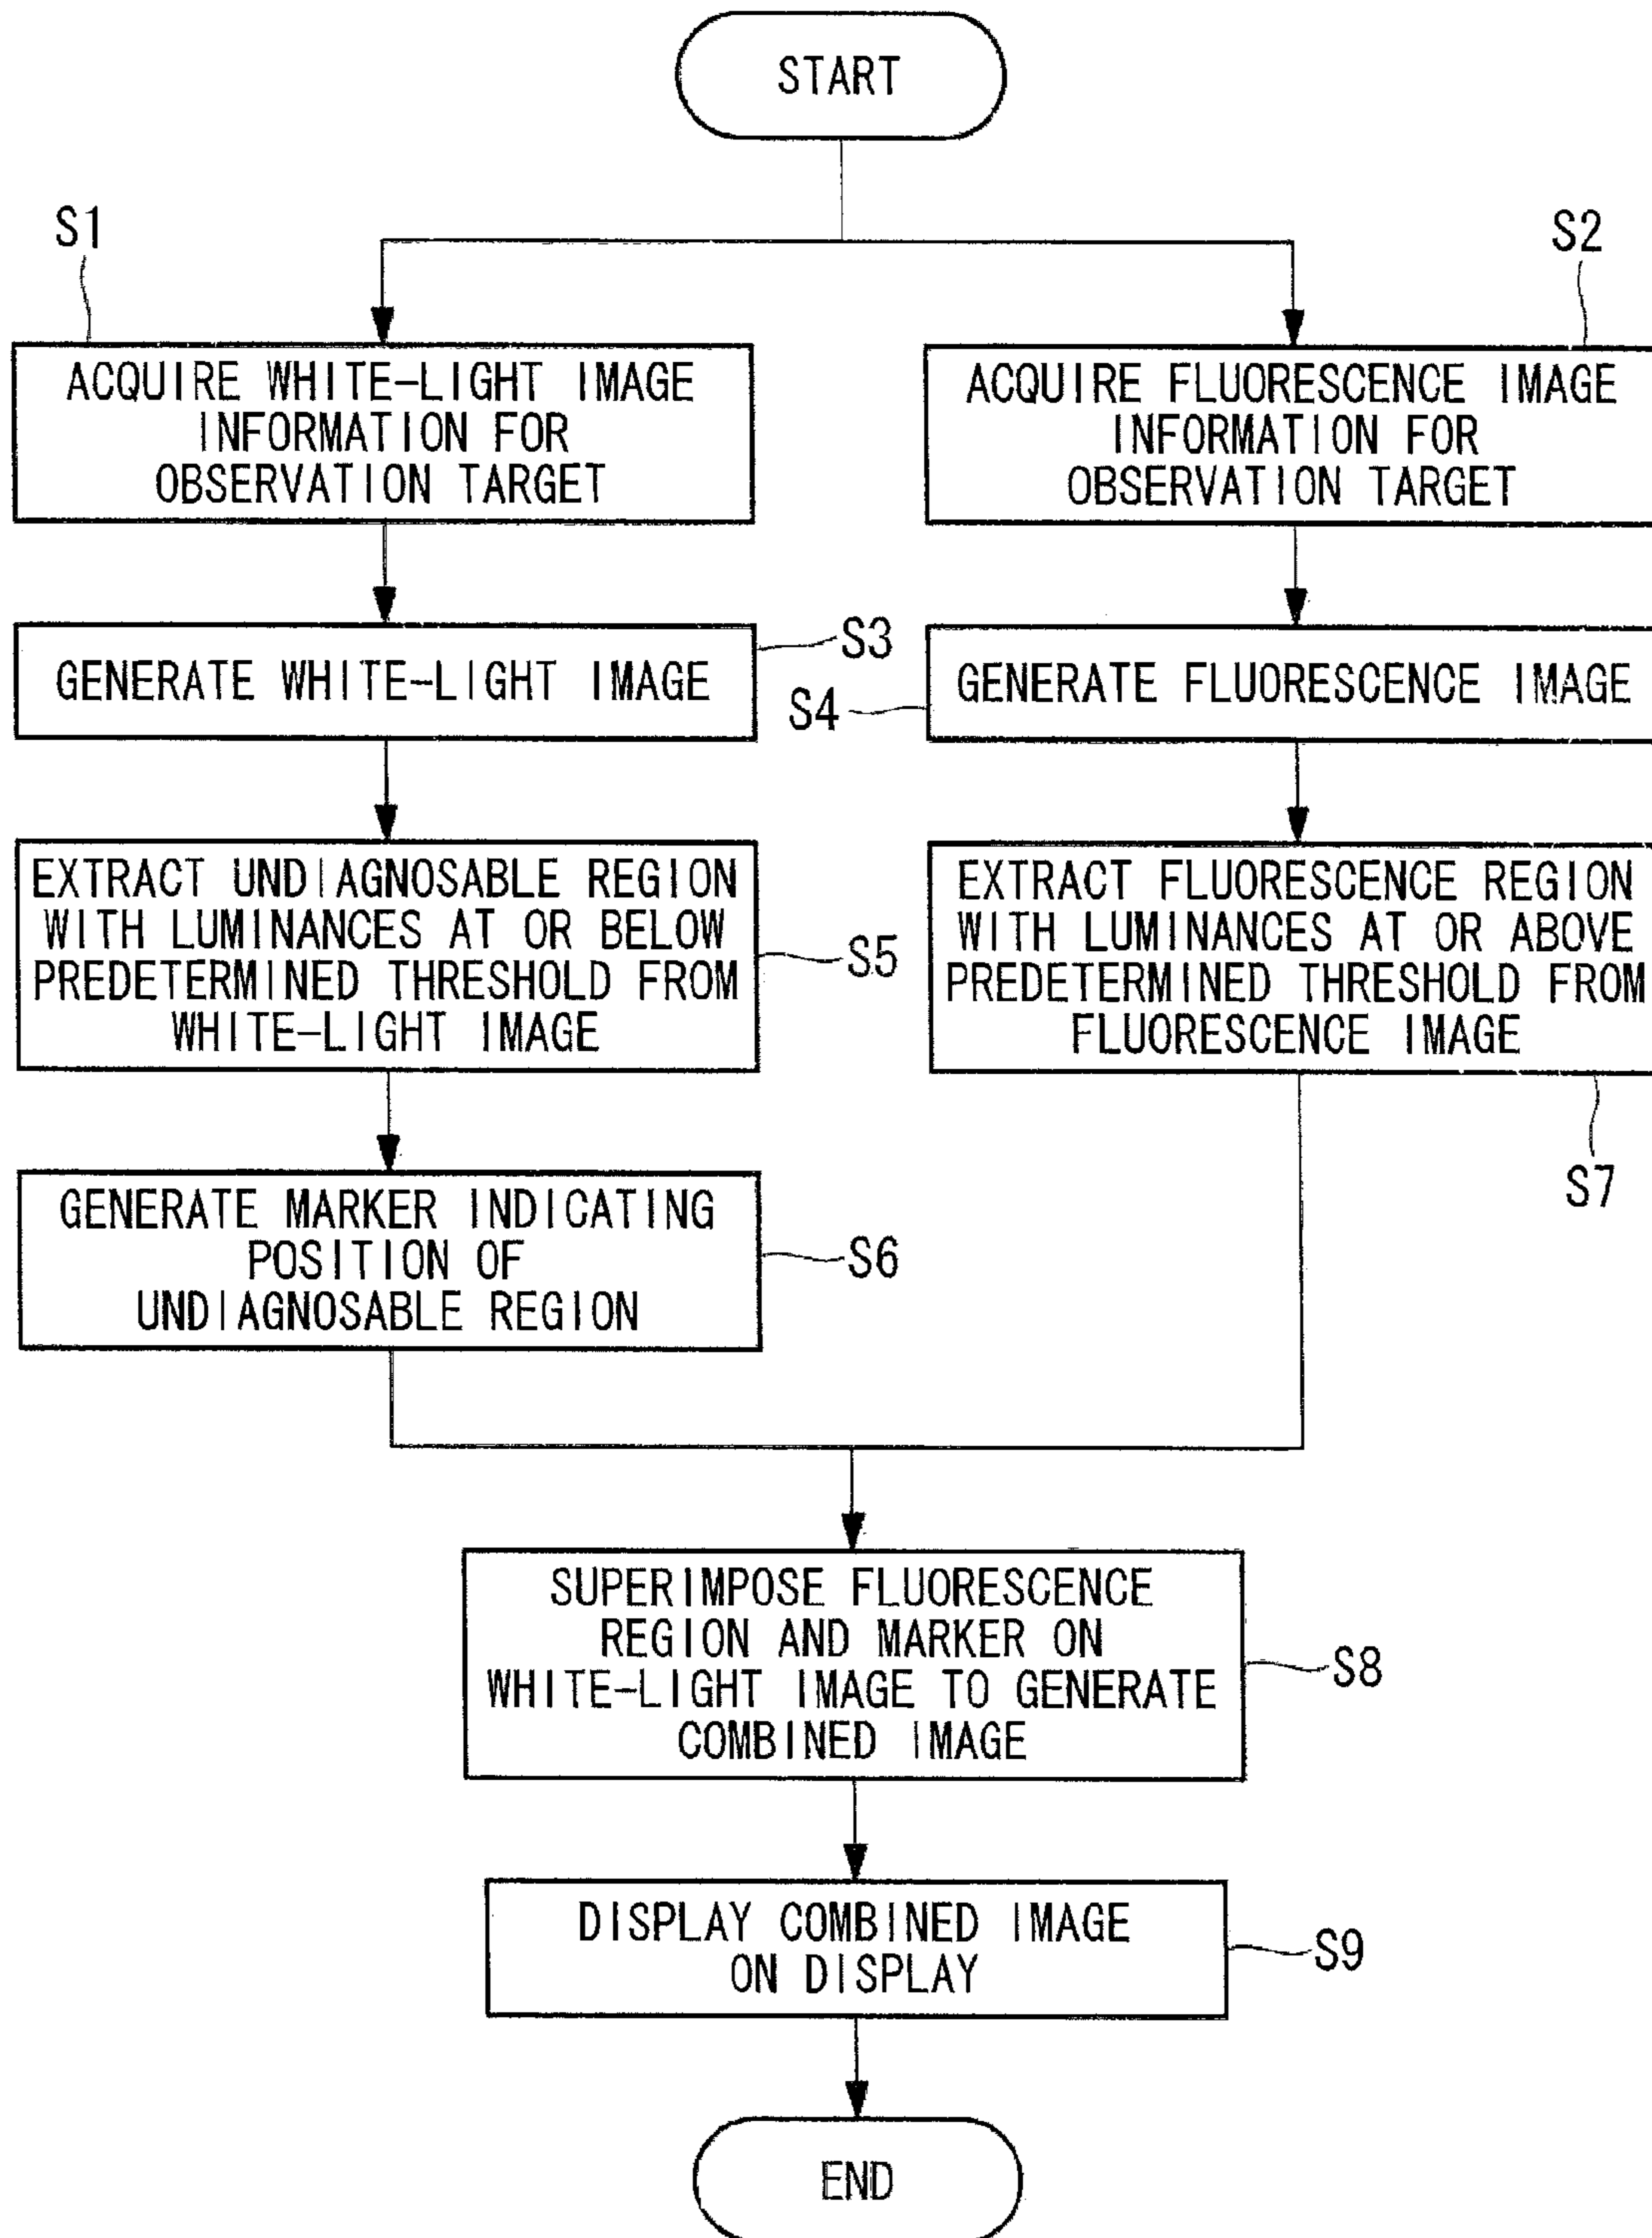 START
S1
S2
ACQUIRE WHITE-LIGHT IMAGE
INFORMATION FOR
OBSERVATION TARGET
ACQUIRE FLUORESCENCE IMAGE
INFORMATION FOR
OBSERVATION TARGET
GENERATE WHITE-LIGHT IMAGE
S3
S4
GENERATE FLUORESCENCE IMAGE
EXTRACT UNDIAGNOSABLE REGION
WITH LUMINANCES AT OR BELOW
PREDETERMINED THRESHOLD FROM
WHITE-LIGHT IMAGE
S5
EXTRACT FLUORESCENCE REGION
WITH LUMINANCES AT OR ABOVE
PREDETERMINED THRESHOLD FROM
FLUORESCENCE IMAGE
S7
GENERATE MARKER INDICATING
POSITION OF
UNDIAGNOSABLE REGION
S6
SUPERIMPOSE FLUORESCENCE
REGION AND MARKER ON
WHITE-LIGHT IMAGE TO GENERATE
COMBINED IMAGE
S8
DISPLAY COMBINED IMAGE
ON DISPLAY
S9
END